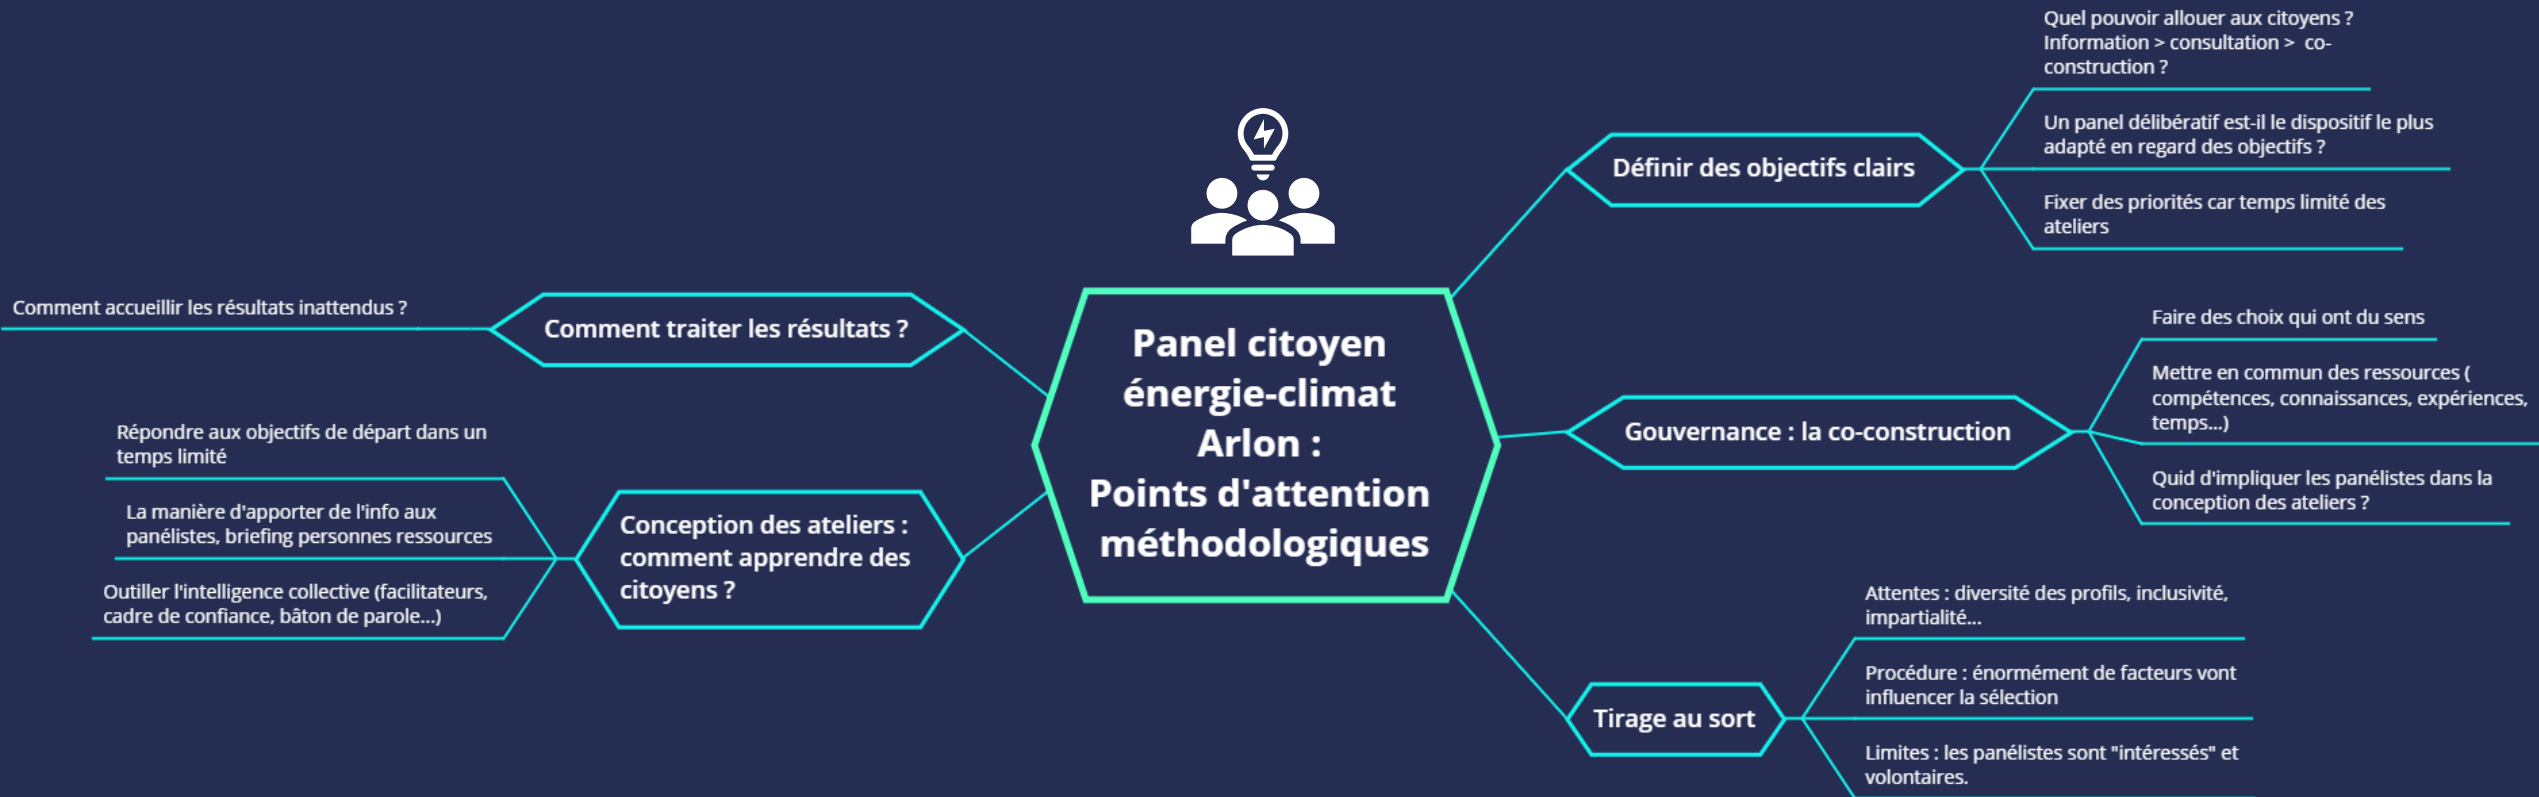 Panel citoyen
énergie-climat
Arlon :
Points d'attention
méthodologiques
Définir des objectifs clairs
Quel pouvoir allouer aux citoyens ?
Information > consultation >  co-
construction ?
Un panel délibératif est-il le dispositif le plus
adapté en regard des objectifs ?
Fixer des priorités car temps limité des
ateliers
Gouvernance : la co-construction
Faire des choix qui ont du sens
Mettre en commun des ressources (
compétences, connaissances, expériences,
temps...)
Quid d'impliquer les panélistes dans la
conception des ateliers ?
Tirage au sort
Attentes : diversité des profils, inclusivité,
impartialité...
Procédure : énormément de facteurs vont
influencer la sélection
Limites : les panélistes sont "intéressés" et
volontaires.
Comment traiter les résultats ?
Comment accueillir les résultats inattendus ?
Conception des ateliers :
comment apprendre des
citoyens ?
Répondre aux objectifs de départ dans un
temps limité
La manière d'apporter de l'info aux
panélistes, briefing personnes ressources
Outiller l'intelligence collective (facilitateurs,
cadre de confiance, bâton de parole...)